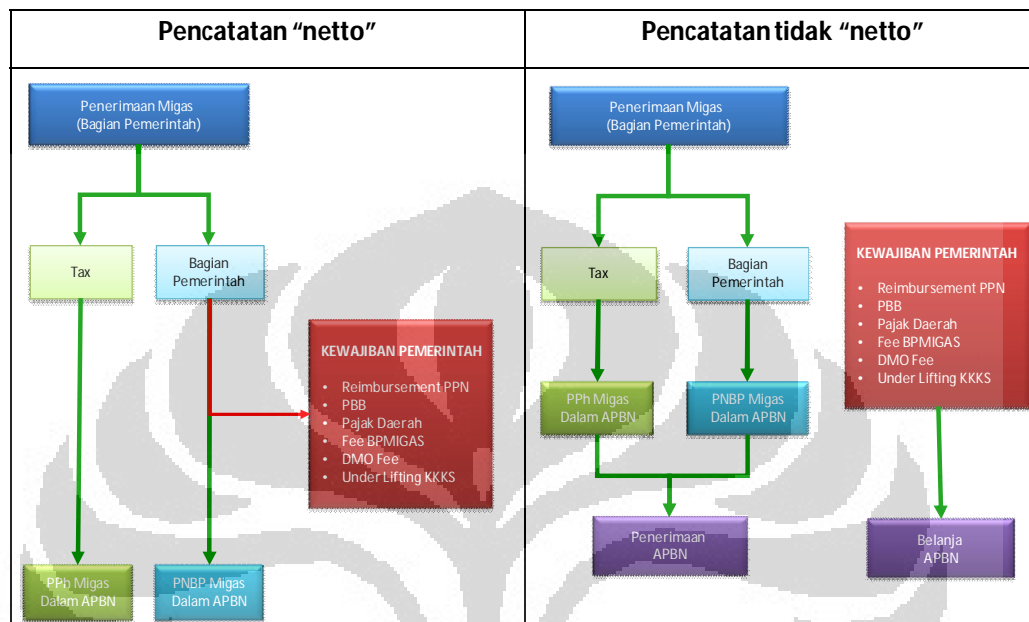 Pencatatan “netto”
Pencatatan tidak “netto”
Penerimaan Migas
(Bagian Pemerintah)
Tax
Bagian
Pemerintah
KEWAJIBAN PEMERINTAH
• Reimbursement PPN
• PBB
• Pajak Daerah
• Fee BPMIGAS
• DMO Fee
• Under Lifting KKKS
PPh Migas
Dalam APBN
PNBP Migas
Dalam APBN
Penerimaan Migas
(Bagian Pemerintah)
Tax
Bagian
Pemerintah
KEWAJIBAN PEMERINTAH
• Reimbursement PPN
• PBB
• Pajak Daerah
• Fee BPMIGAS
• DMO Fee
• Under Lifting KKKS
PPh Migas
Dalam APBN
PNBP Migas
Dalam APBN
Penerimaan
APBN
Belanja
APBN